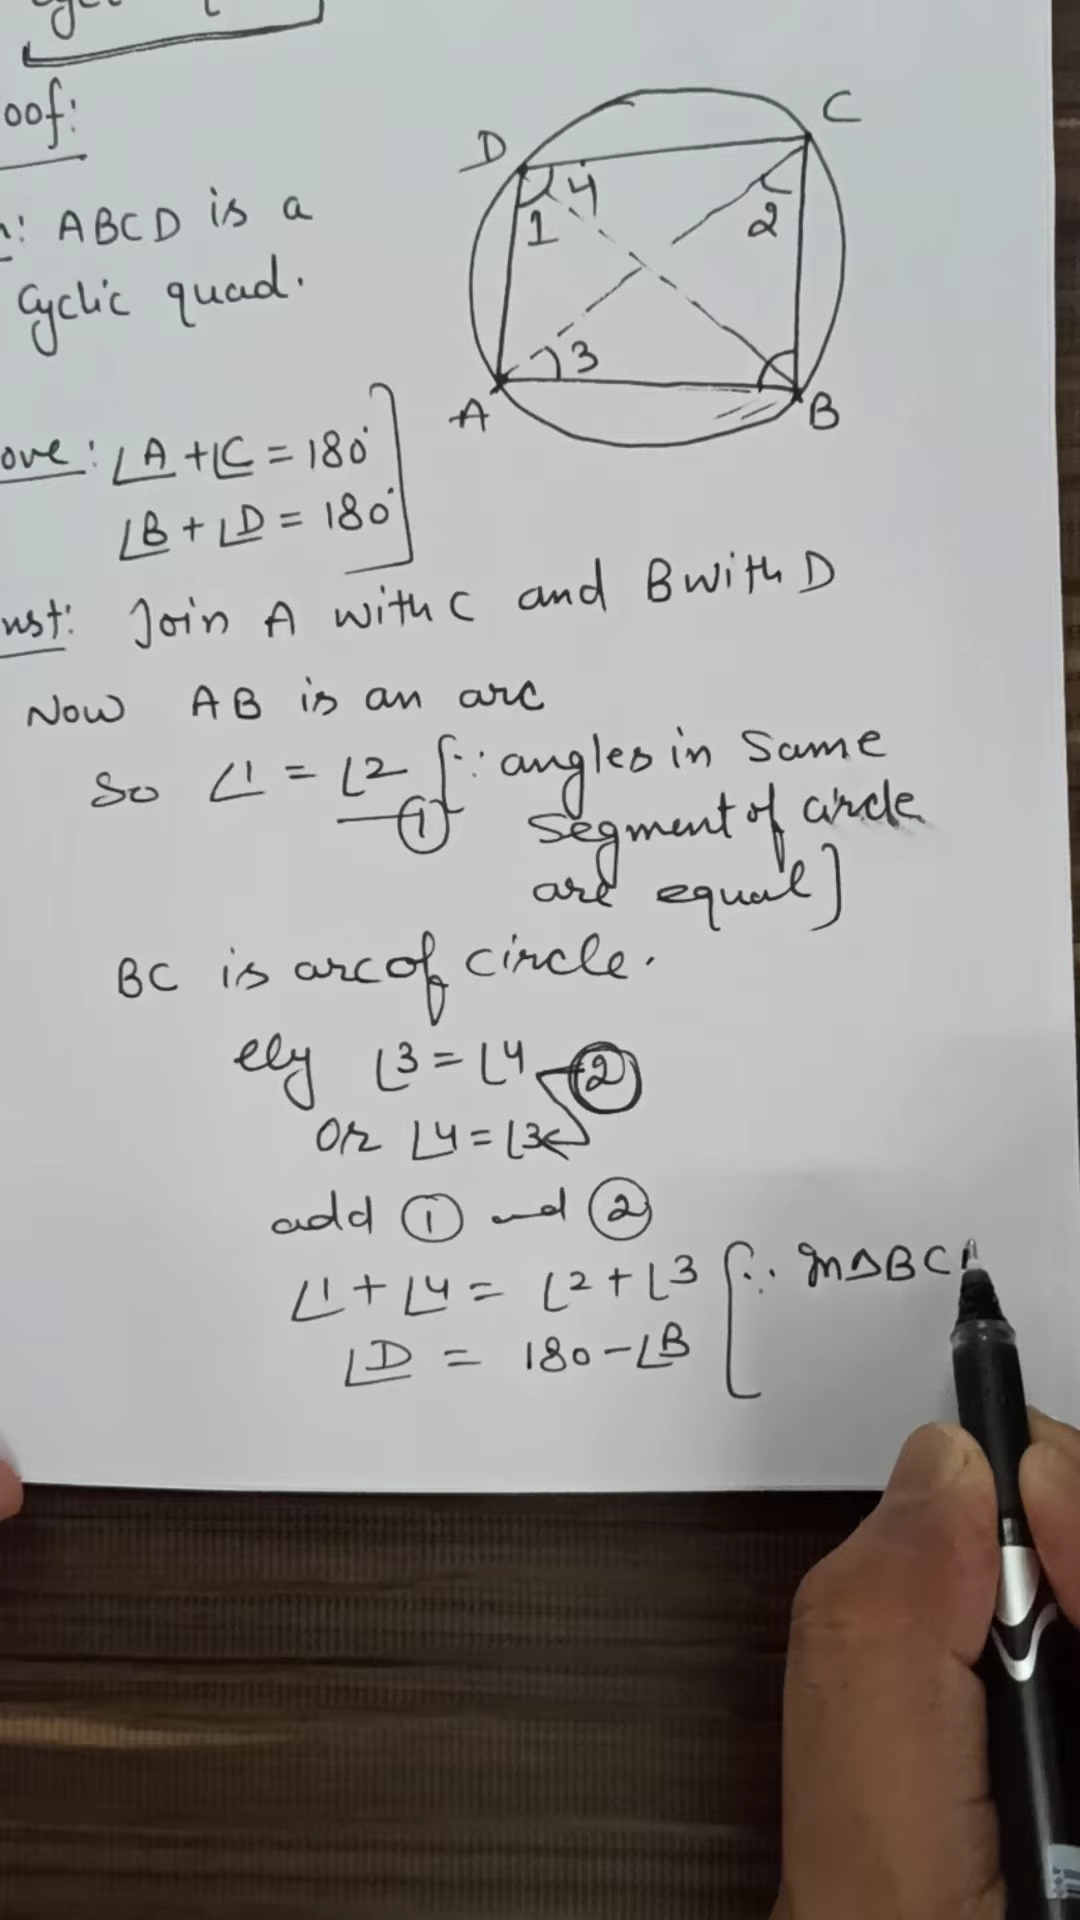 oof:
D
C
4
1
2
3
A
B
n: ABCD is a
cyclic quad.
ove: ∠A + ∠C = 180°
∠B + ∠D = 180°
nst: Join A with C and B with D
Now AB is an arc
So ∠1 = ∠2 [∵ angles in same
①
segment of circle
are equal]
BC is arc of circle.
ely ∠3 = ∠4 ②
or ∠4 = ∠3
add ① and ②
∠1 + ∠4 = ∠2 + ∠3 [∵ In △BC
∠D = 180 - ∠B